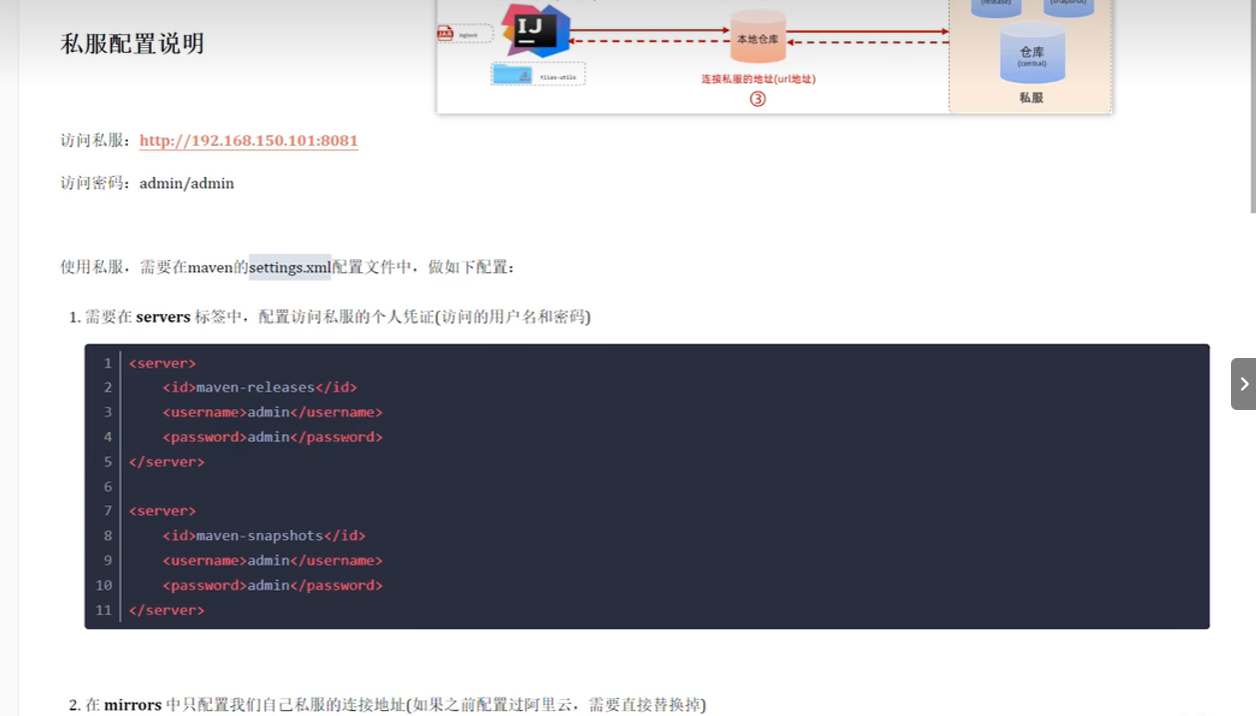 (release)
(snapshot)
私服配置说明
JAR
logback
IJ
本地仓库
仓库
(central)
tlias-utils
连接私服的地址(url地址)
③
私服
访问私服：http://192.168.150.101:8081
访问密码：admin/admin
使用私服，需要在maven的settings.xml配置文件中，做如下配置：
1. 需要在 servers 标签中，配置访问私服的个人凭证(访问的用户名和密码)
1 <server>
2 <id>maven-releases</id>
3 <username>admin</username>
4 <password>admin</password>
5 </server>
6
7 <server>
8 <id>maven-snapshots</id>
9 <username>admin</username>
10 <password>admin</password>
11 </server>
2. 在 mirrors 中只配置我们自己私服的连接地址(如果之前配置过阿里云，需要直接替换掉)